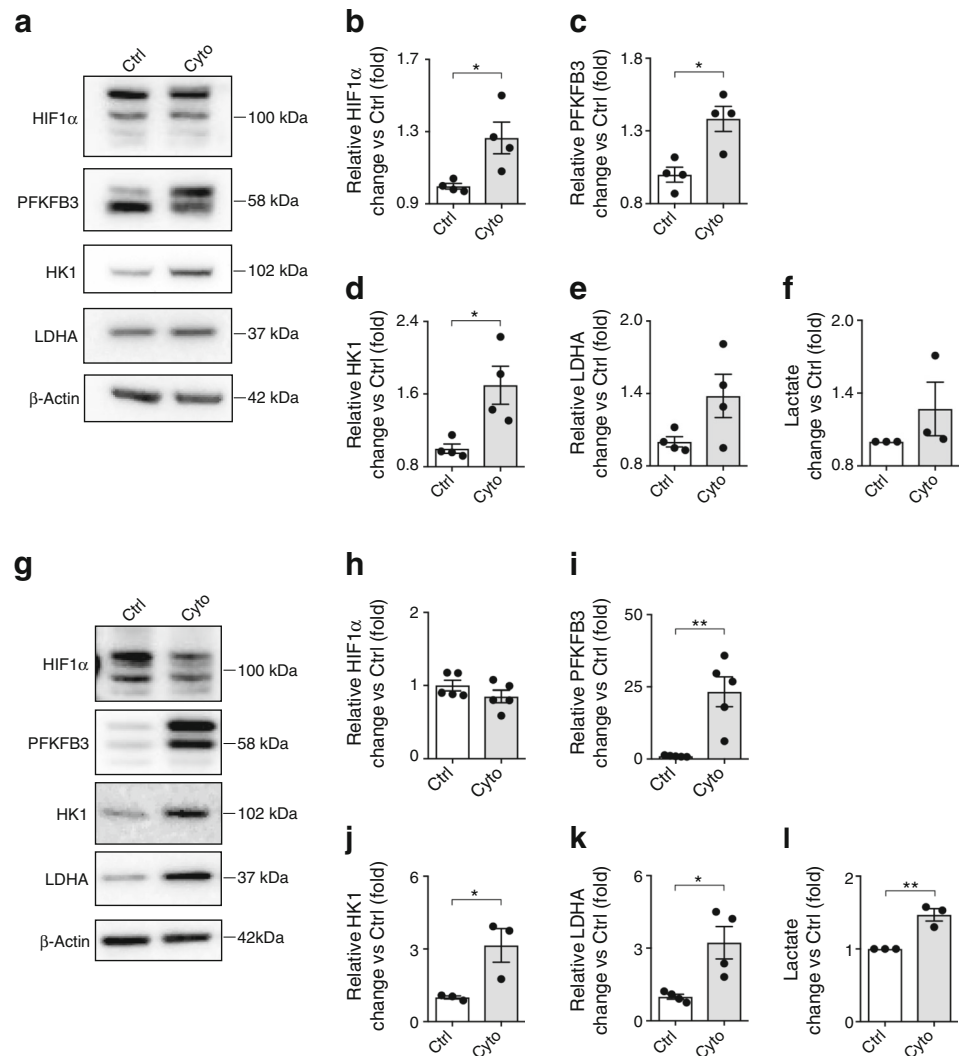 a
Ctrl
Cyto
HIF1α
100 kDa
PFKFB3
58 kDa
HK1
102 kDa
LDHA
37 kDa
β-Actin
42 kDa
b
Relative HIF1α
change vs Ctrl (fold)
1.7
1.3
0.9
*
Ctrl
Cyto
c
Relative PFKFB3
change vs Ctrl (fold)
1.8
1.3
0.8
*
Ctrl
Cyto
d
Relative HK1
change vs Ctrl (fold)
2.4
1.6
0.8
*
Ctrl
Cyto
e
Relative LDHA
change vs Ctrl (fold)
2.0
1.4
0.8
Ctrl
Cyto
f
Lactate
change vs Ctrl (fold)
2.0
1.4
0.8
Ctrl
Cyto
g
Ctrl
Cyto
HIF1α
100 kDa
PFKFB3
58 kDa
HK1
102 kDa
LDHA
37 kDa
β-Actin
42kDa
h
Relative HIF1α
change vs Ctrl (fold)
2
1
0
Ctrl
Cyto
i
Relative PFKFB3
change vs Ctrl (fold)
50
25
0
**
Ctrl
Cyto
j
Relative HK1
change vs Ctrl (fold)
6
3
0
*
Ctrl
Cyto
k
Relative LDHA
change vs Ctrl (fold)
6
3
0
*
Ctrl
Cyto
l
Lactate
change vs Ctrl (fold)
2
1
0
**
Ctrl
Cyto